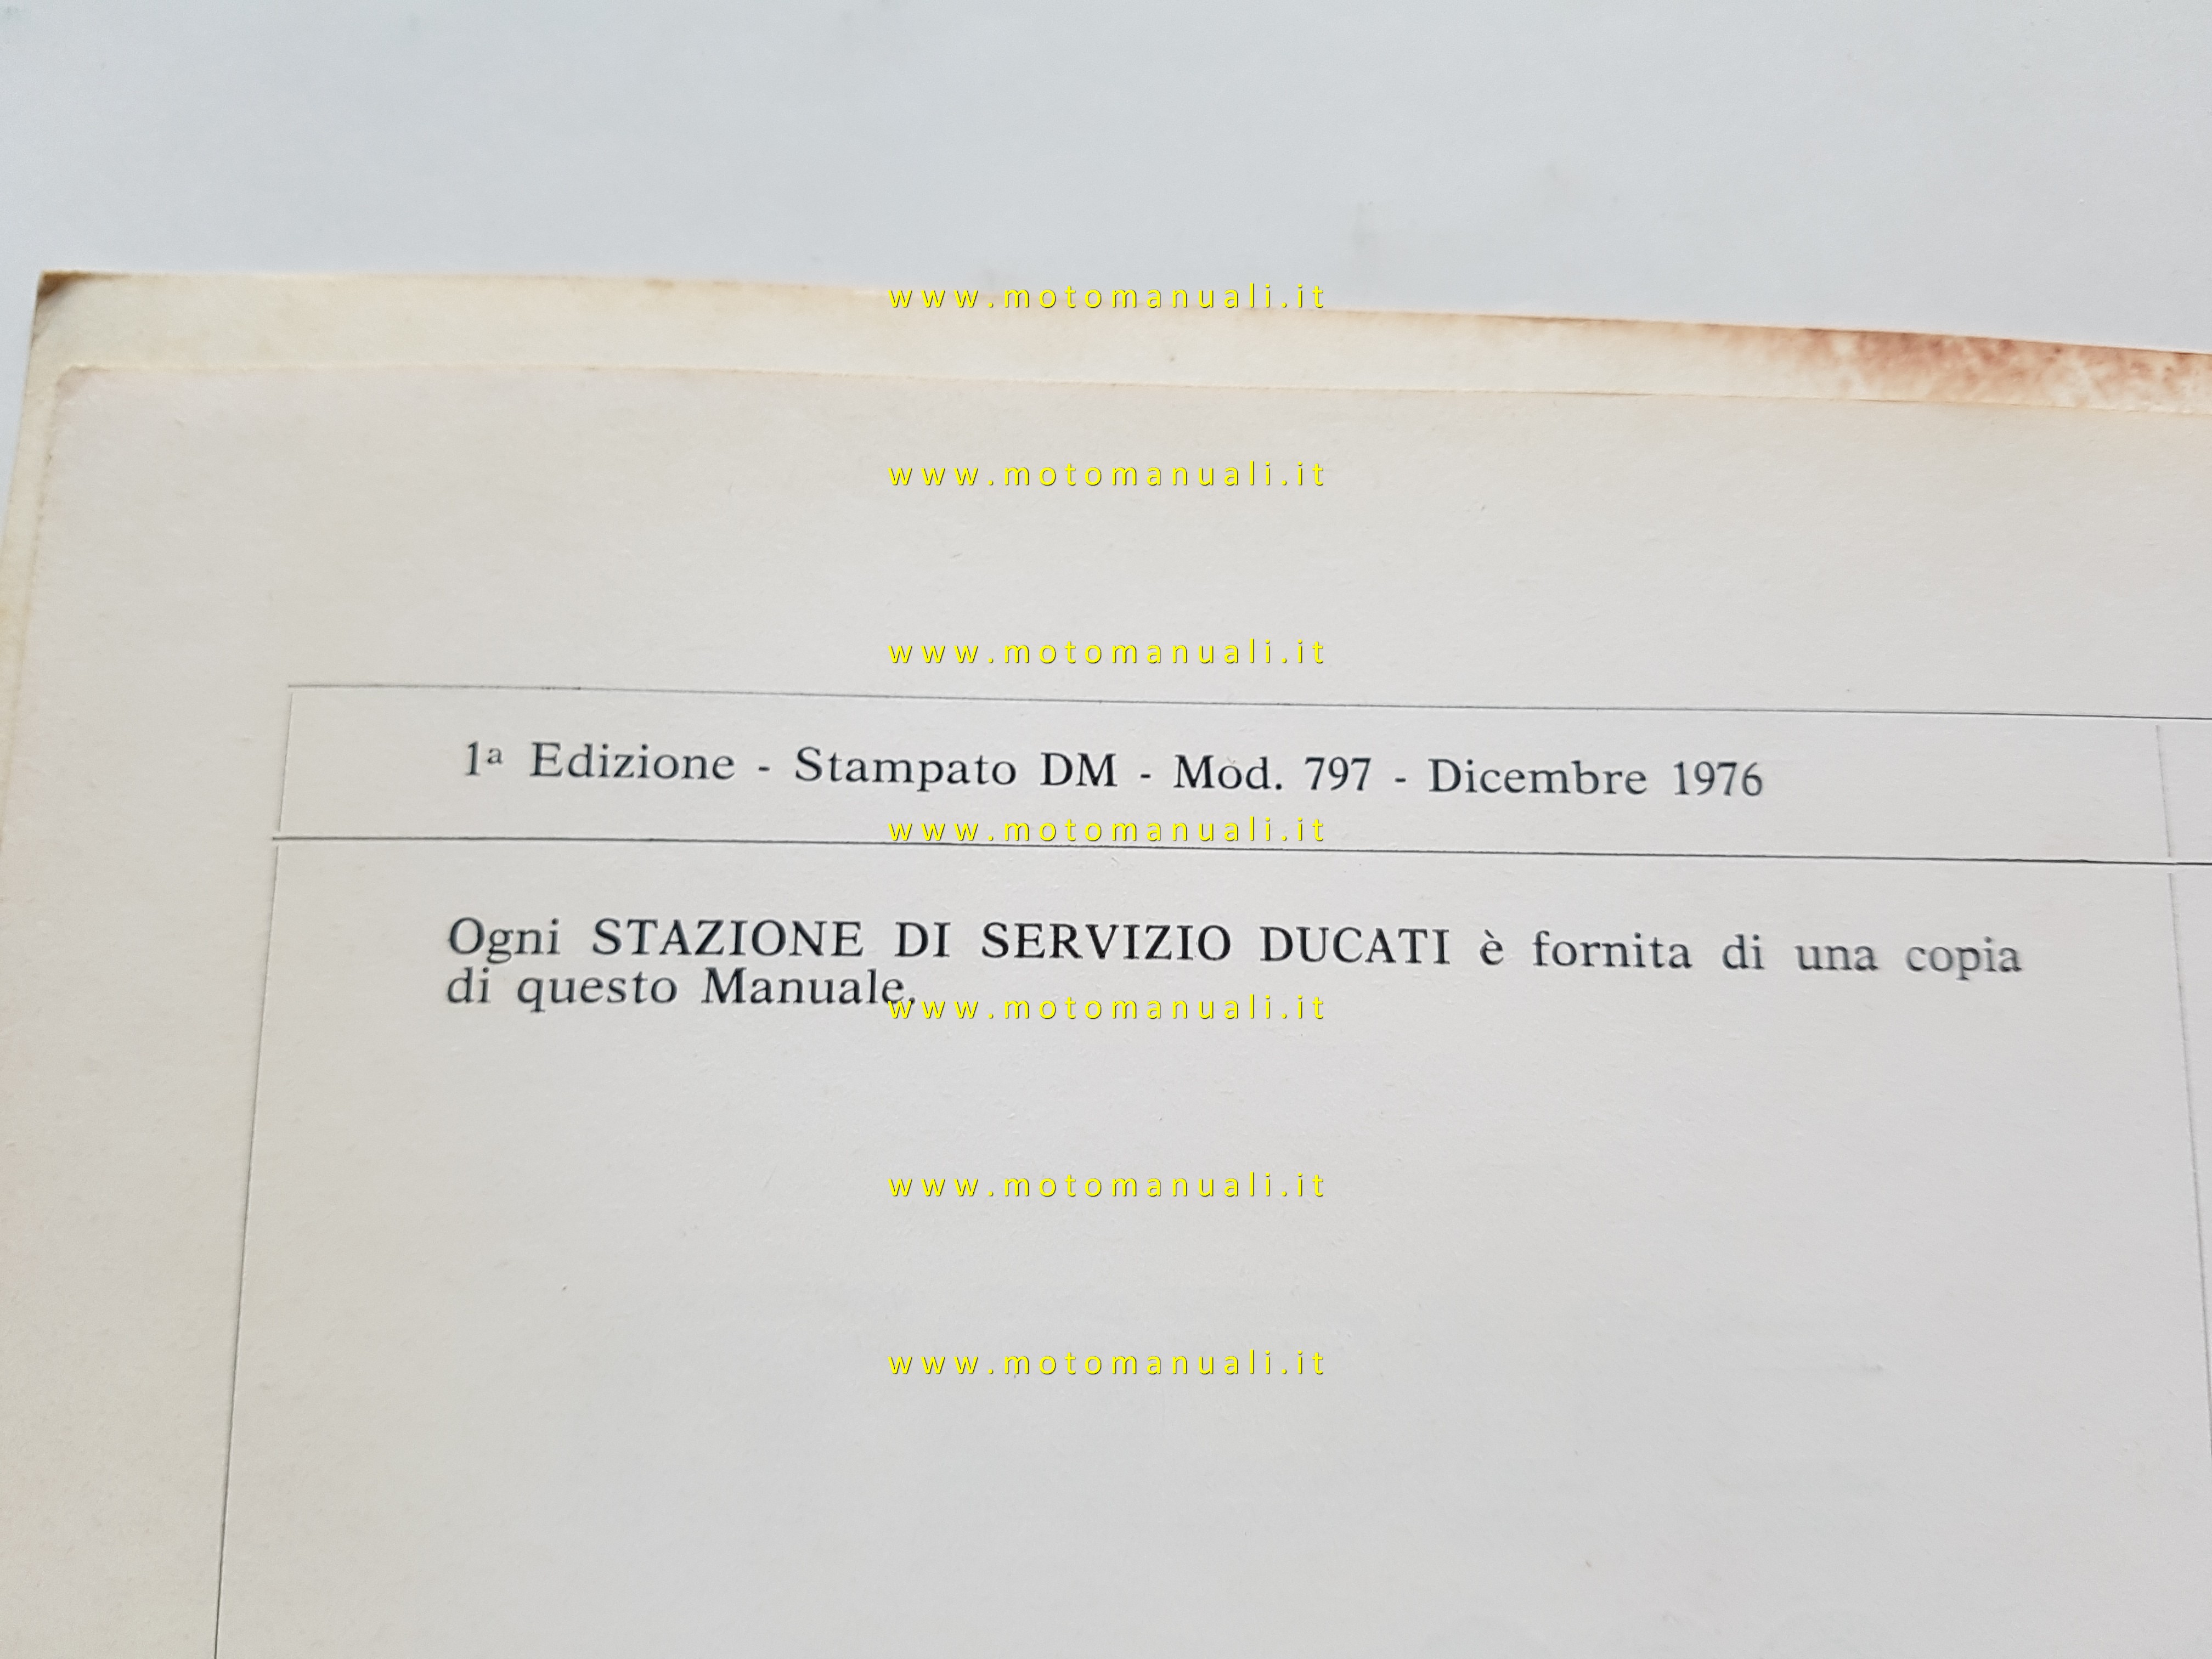 www.motomanuali.it
www.motomanuali.it
www.motomanuali.it
1ª Edizione - Stampato DM - Mod. 797 - Dicembre 1976
www.motomanuali.it
Ogni STAZIONE DI SERVIZIO DUCATI è fornita di una copia
di questo Manuale.
www.motomanuali.it
www.motomanuali.it
www.motomanuali.it